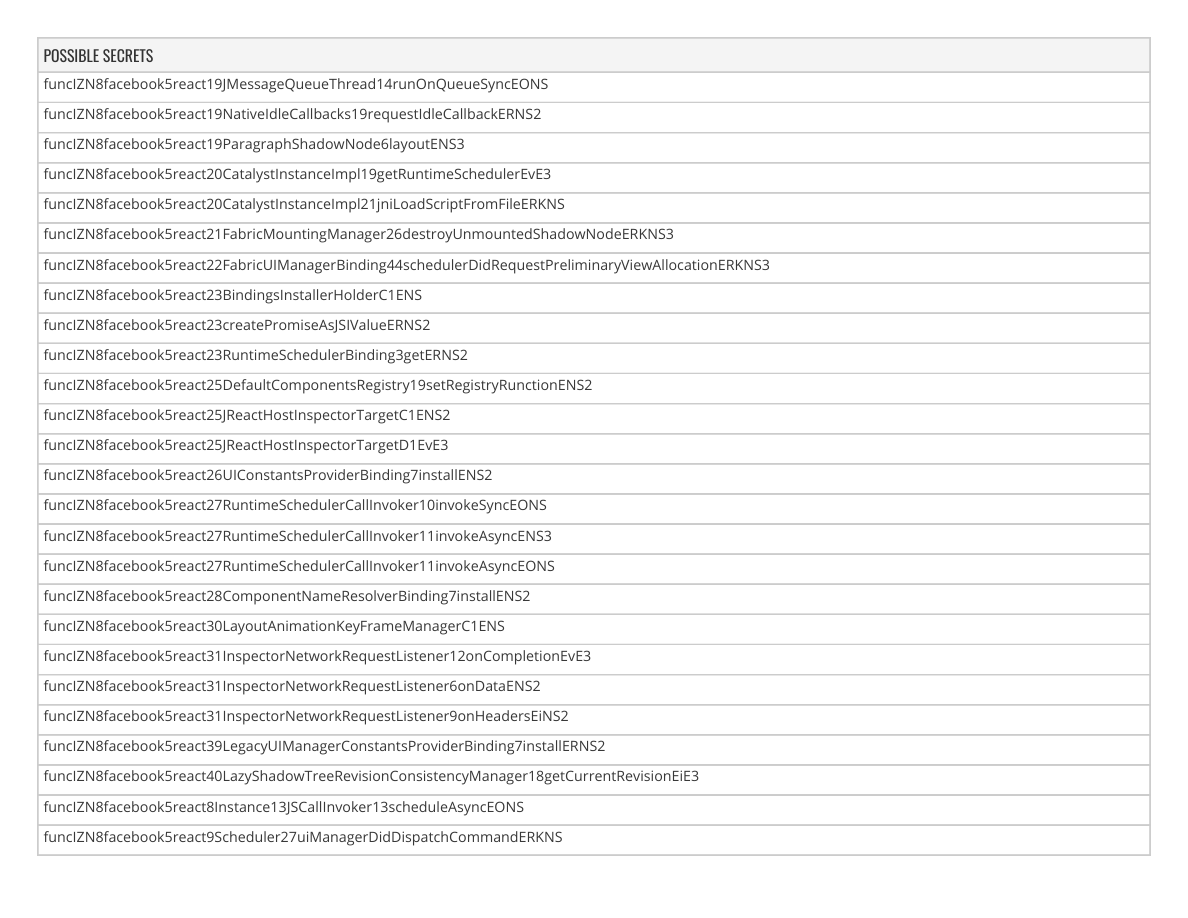 POSSIBLE SECRETS
funcIZN8facebook5react19JMessageQueueThread14runOnQueueSyncEONS
funcIZN8facebook5react19NativeIdleCallbacks19requestIdleCallbackERNS2
funcIZN8facebook5react19ParagraphShadowNode6layoutENS3
funcIZN8facebook5react20CatalystInstanceImpl19getRuntimeSchedulerEvE3
funcIZN8facebook5react20CatalystInstanceImpl21jniLoadScriptFromFileERKNS
funcIZN8facebook5react21FabricMountingManager26destroyUnmountedShadowNodeERKNS3
funcIZN8facebook5react22FabricUIManagerBinding44schedulerDidRequestPreliminaryViewAllocationERKNS3
funcIZN8facebook5react23BindingsInstallerHolderC1ENS
funcIZN8facebook5react23createPromiseAsJSIValueERNS2
funcIZN8facebook5react23RuntimeSchedulerBinding3getERNS2
funcIZN8facebook5react25DefaultComponentsRegistry19setRegistryRunctionENS2
funcIZN8facebook5react25JReactHostInspectorTargetC1ENS2
funcIZN8facebook5react25JReactHostInspectorTargetD1EvE3
funcIZN8facebook5react26UIConstantsProviderBinding7installENS2
funcIZN8facebook5react27RuntimeSchedulerCallInvoker10invokeSyncEONS
funcIZN8facebook5react27RuntimeSchedulerCallInvoker11invokeAsyncENS3
funcIZN8facebook5react27RuntimeSchedulerCallInvoker11invokeAsyncEONS
funcIZN8facebook5react28ComponentNameResolverBinding7installENS2
funcIZN8facebook5react30LayoutAnimationKeyFrameManagerC1ENS
funcIZN8facebook5react31InspectorNetworkRequestListener12onCompletionEvE3
funcIZN8facebook5react31InspectorNetworkRequestListener6onDataENS2
funcIZN8facebook5react31InspectorNetworkRequestListener9onHeadersEiNS2
funcIZN8facebook5react39LegacyUIManagerConstantsProviderBinding7installERNS2
funcIZN8facebook5react40LazyShadowTreeRevisionConsistencyManager18getCurrentRevisionEiE3
funcIZN8facebook5react8Instance13JSCallInvoker13scheduleAsyncEONS
funcIZN8facebook5react9Scheduler27uiManagerDidDispatchCommandERKNS